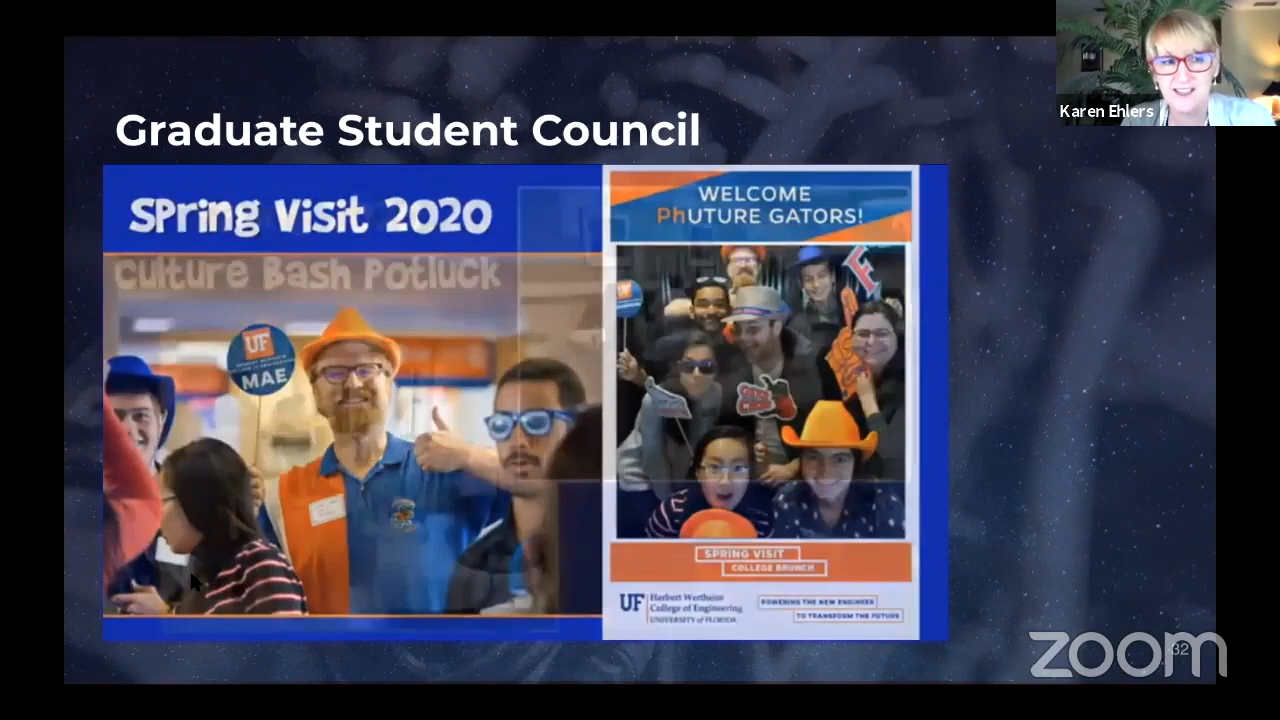 Karen Ehlers
Graduate Student Council
SPring Visit 2020
Culture Bash Potluck
UF
MAE
WELCOME
PhUTURE GATORS!
SPRING VISIT
COLLEGE BRUNCH
UF
Herbert Wertheim
College of Engineering
UNIVERSITY of FLORIDA
POWERING THE NEW ENGINEER
TO TRANSFORM THE FUTURE
32
zoom